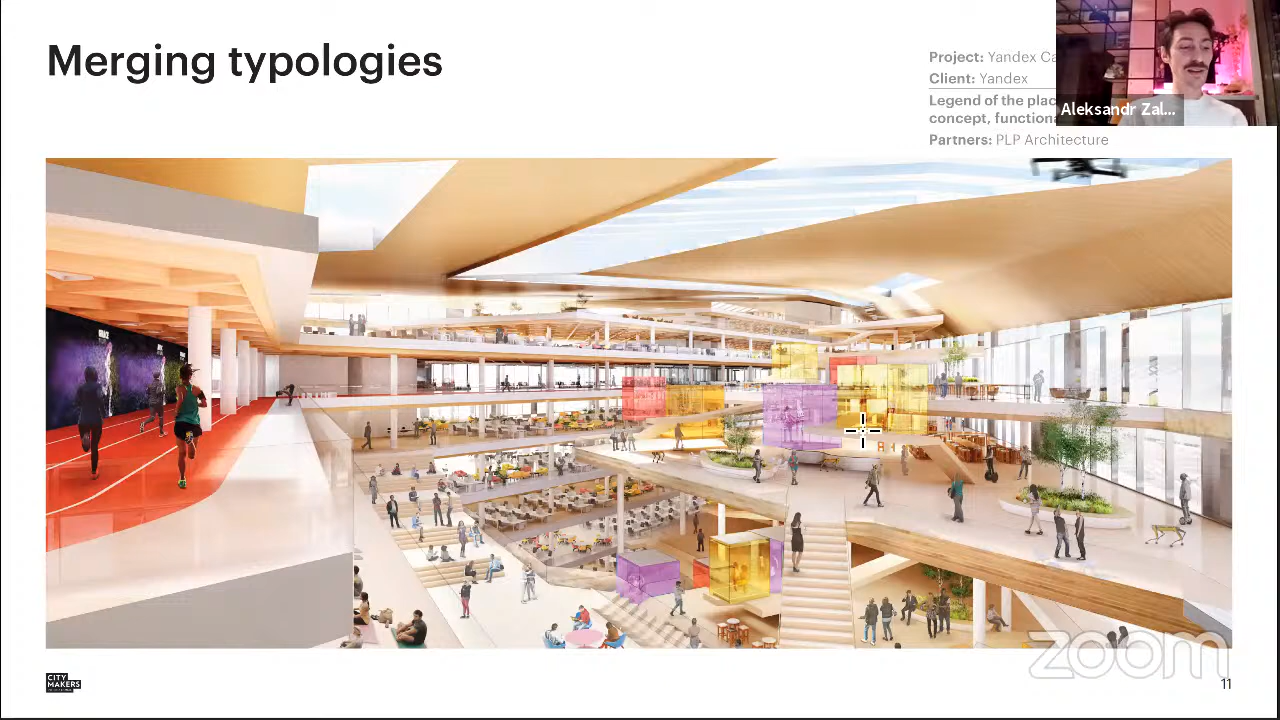 Merging typologies
Project: Yandex Ca
Client: Yandex
Legend of the plac
concept, functiona
Partners: PLP Architecture
Aleksandr Zal...
zoom
CITY
MAKERS
11